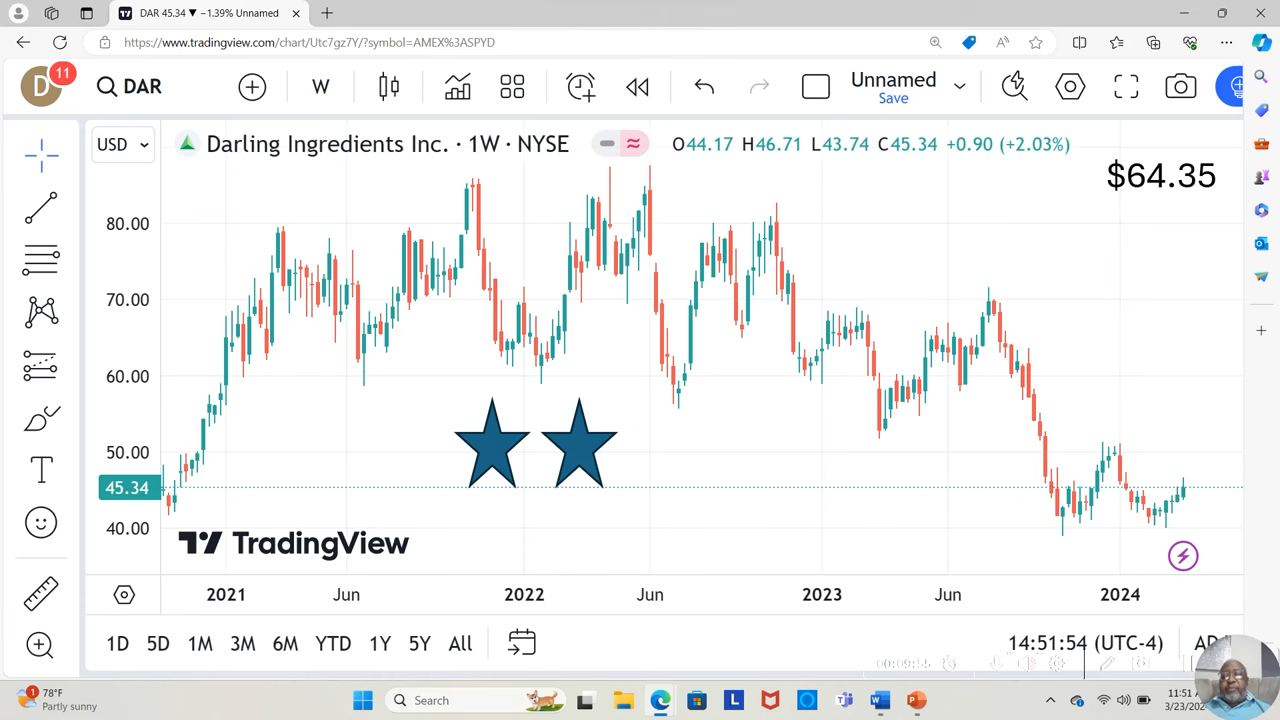 DAR 45.34 ▼ −1.39% Unnamed
https://www.tradingview.com/chart/Utc7gz7Y/?symbol=AMEX%3ASPYD
D
11
DAR
W
Unnamed
Save
USD
Darling Ingredients Inc. · 1W · NYSE
O44.17 H46.71 L43.74 C45.34 +0.90 (+2.03%)
$64.35
80.00
70.00
60.00
50.00
45.34
40.00
TradingView
2021 Jun 2022 Jun 2023 Jun 2024
1D 5D 1M 3M 6M YTD 1Y 5Y All
14:51:54 (UTC-4)
00:09:55
1
78°F
Partly sunny
Search
L
11:51